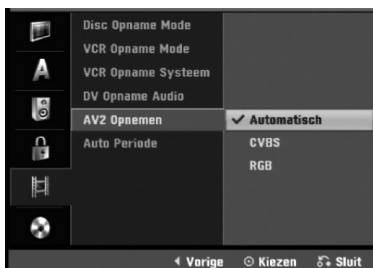 Disc Opname Mode
VCR Opname Mode
VCR Opname Systeem
DV Opname Audio
AV2 Opnemen
✔ Automatisch
Auto Periode
CVBS
RGB
A
◄ Vorige ⊙ Kiezen Sluit